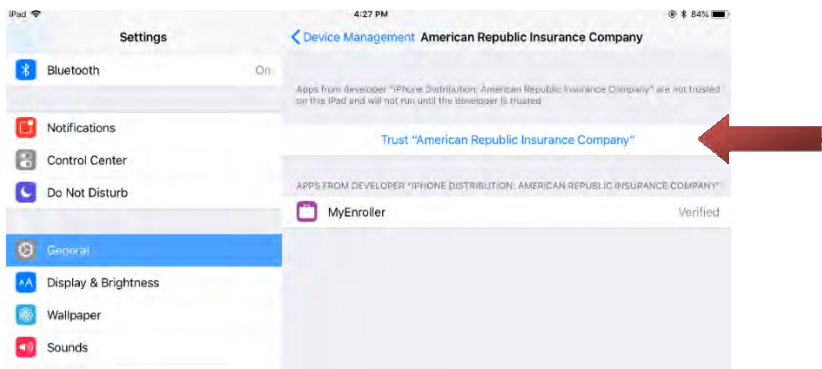 iPad 4:27 PM 84%
Settings
Device Management American Republic Insurance Company
Bluetooth On
Apps from developer "iPhone Distribution: American Republic Insurance Company" are not trusted
on this iPad and will not run until the developer is trusted.
Notifications
Trust "American Republic Insurance Company"
Control Center
Do Not Disturb
APPS FROM DEVELOPER "IPHONE DISTRIBUTION: AMERICAN REPUBLIC INSURANCE COMPANY"
MyEnroller Verified
General
Display & Brightness
Wallpaper
Sounds